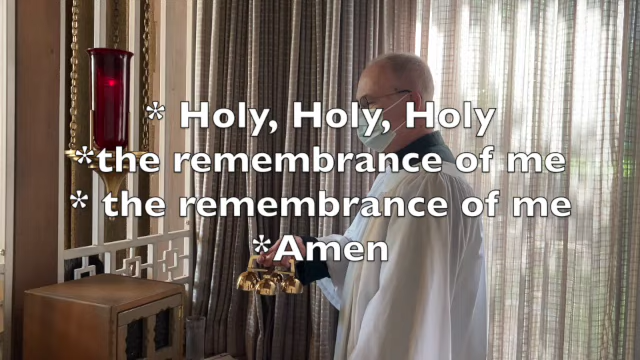 * Holy, Holy, Holy
*the remembrance of me
* the remembrance of me
*Amen